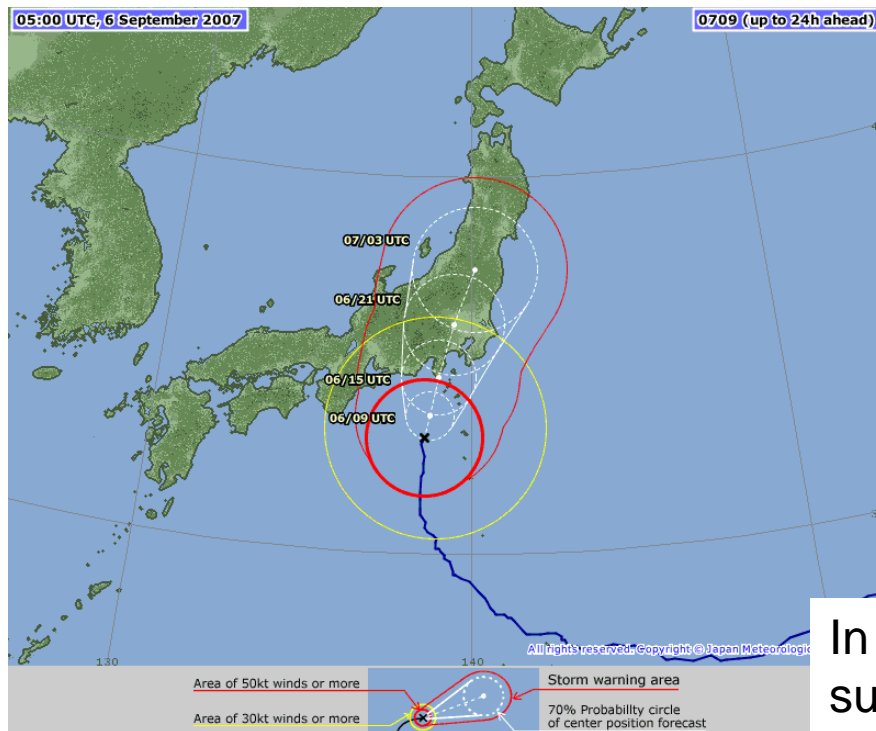 05:00 UTC, 6 September 2007
0709 (up to 24h ahead)
07/03 UTC
06/21 UTC
06/15 UTC
06/09 UTC
All rights reserved. Copyright © Japan Meteorologic
In
su
130
140
Area of 50kt winds or more
Storm warning area
Area of 30kt winds or more
70% Probability circle
of center position forecast